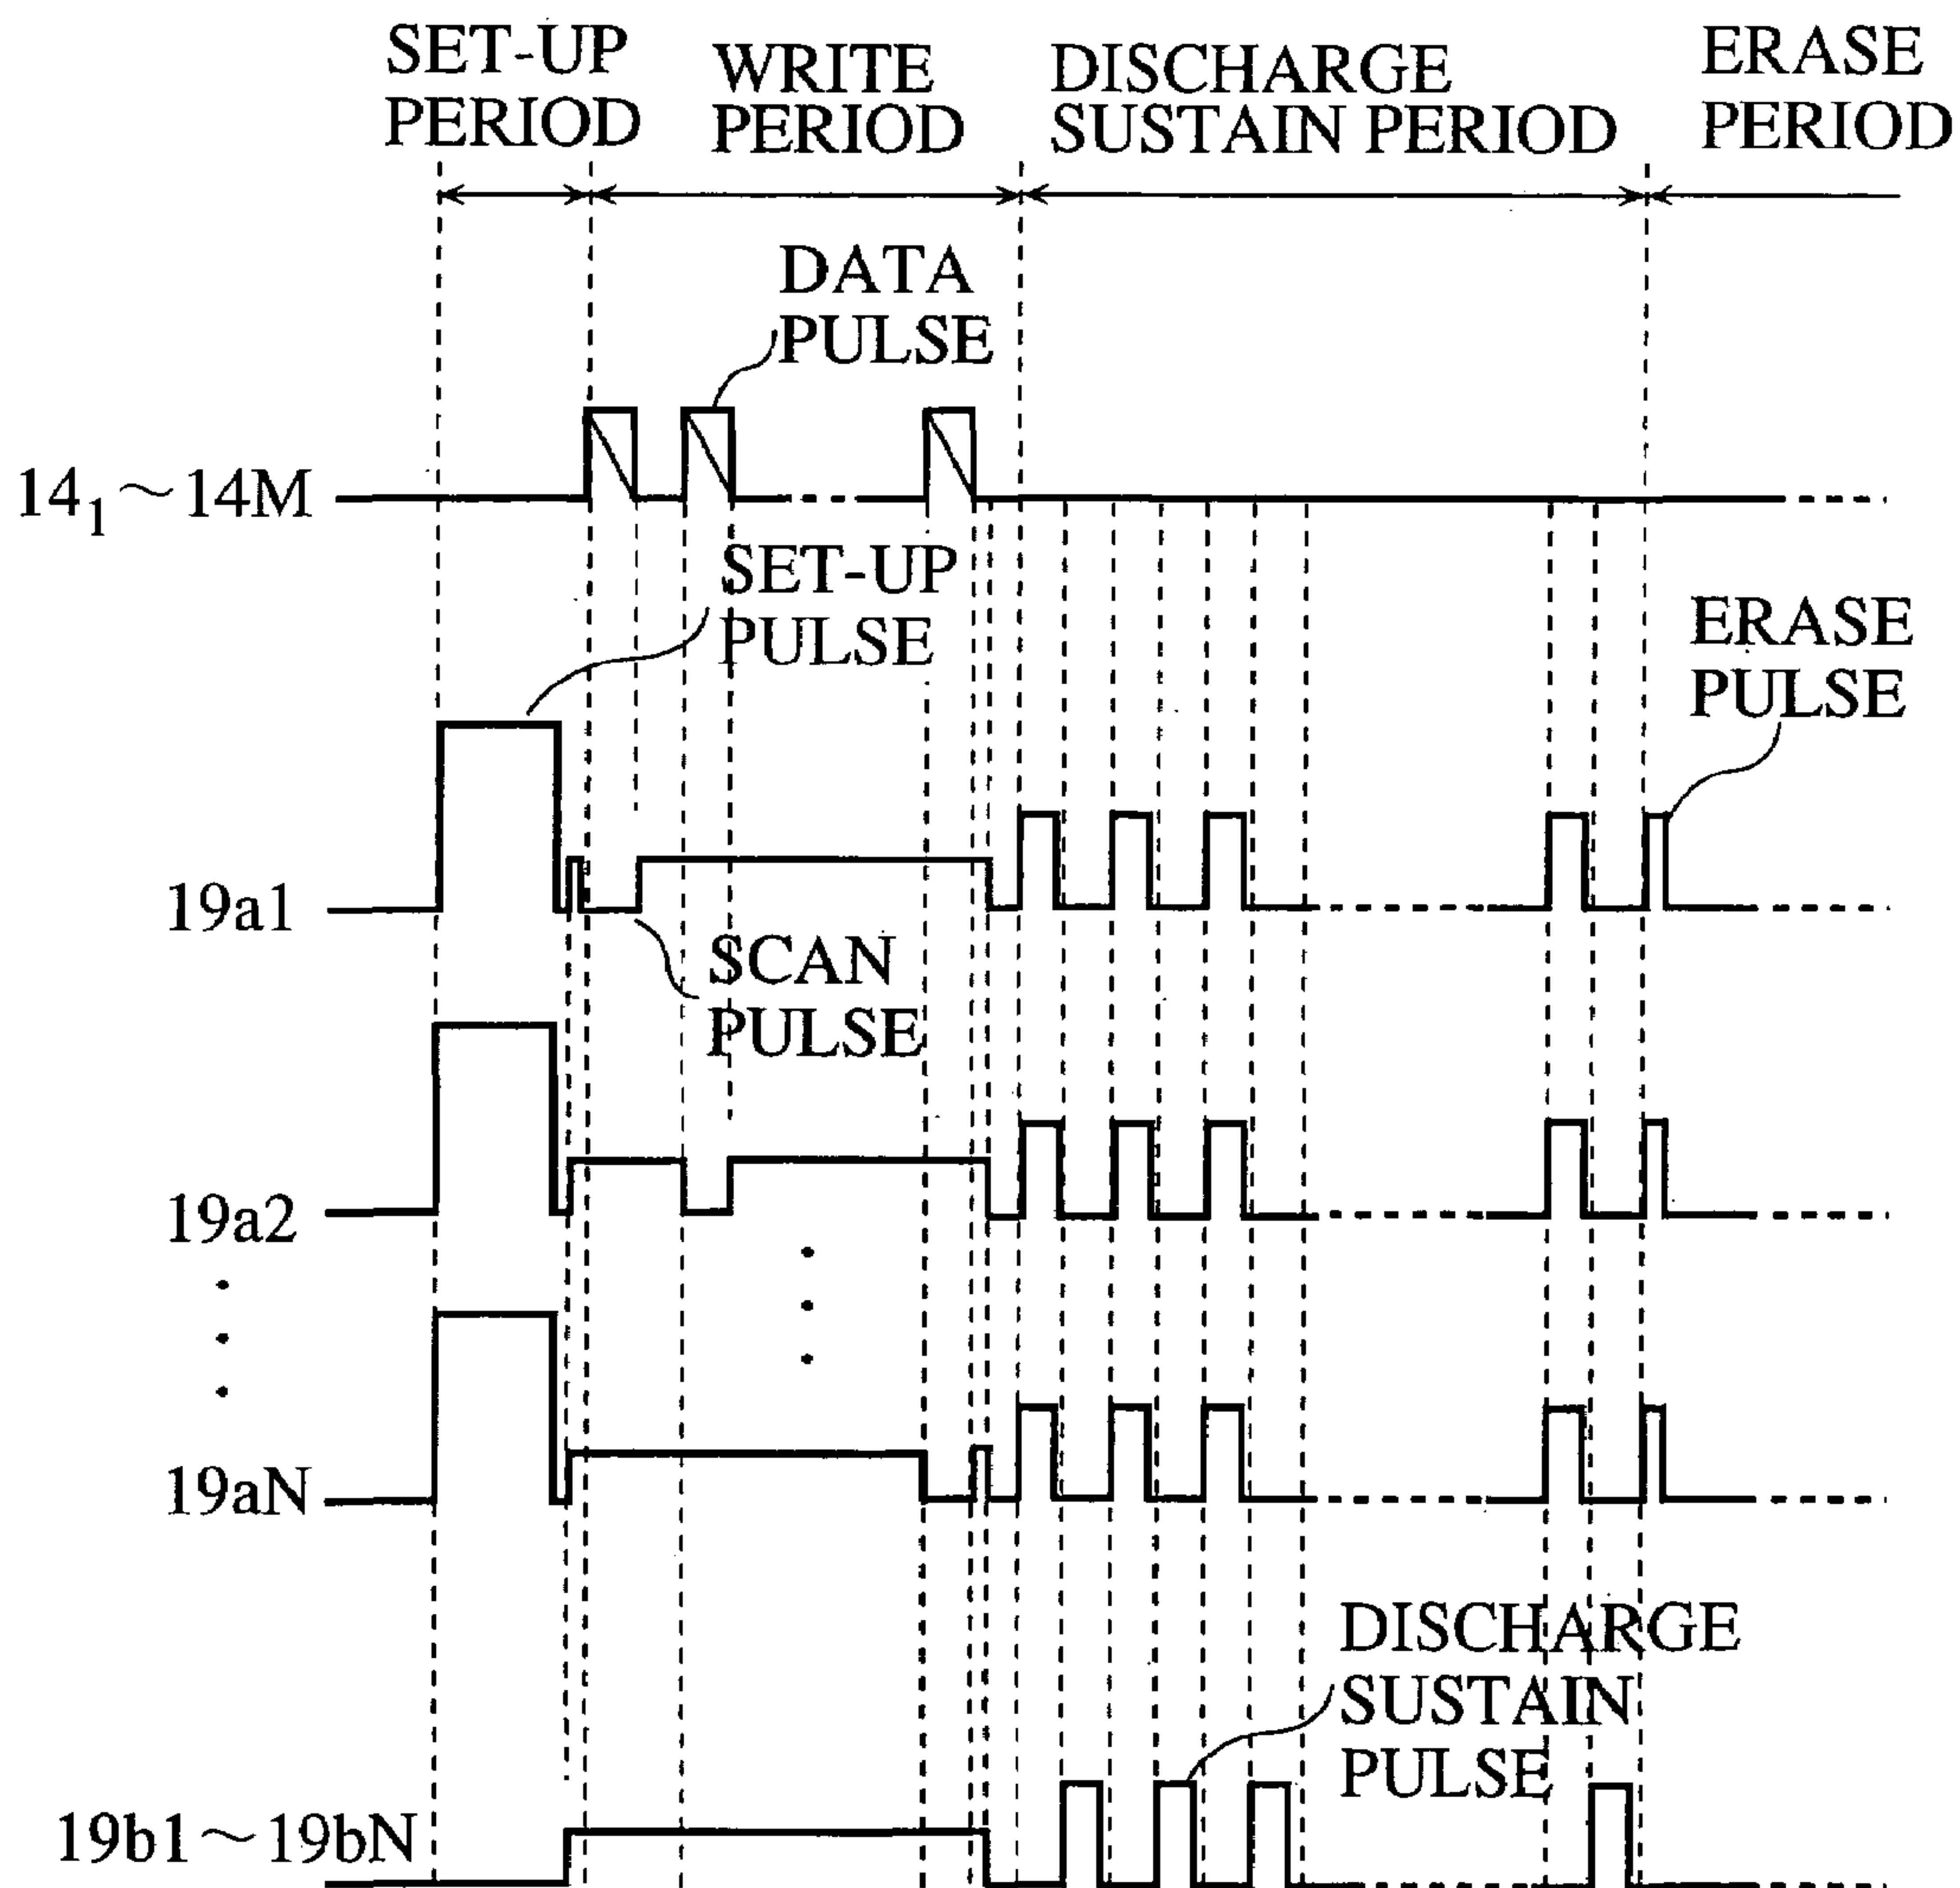 SET-UP
PERIOD
WRITE
PERIOD
DISCHARGE
SUSTAIN PERIOD
ERASE
PERIOD
DATA
PULSE
14₁~14M
SET-UP
PULSE
ERASE
PULSE
19a1
SCAN
PULSE
19a2
19aN
DISCHARGE
SUSTAIN
PULSE
19b1~19bN